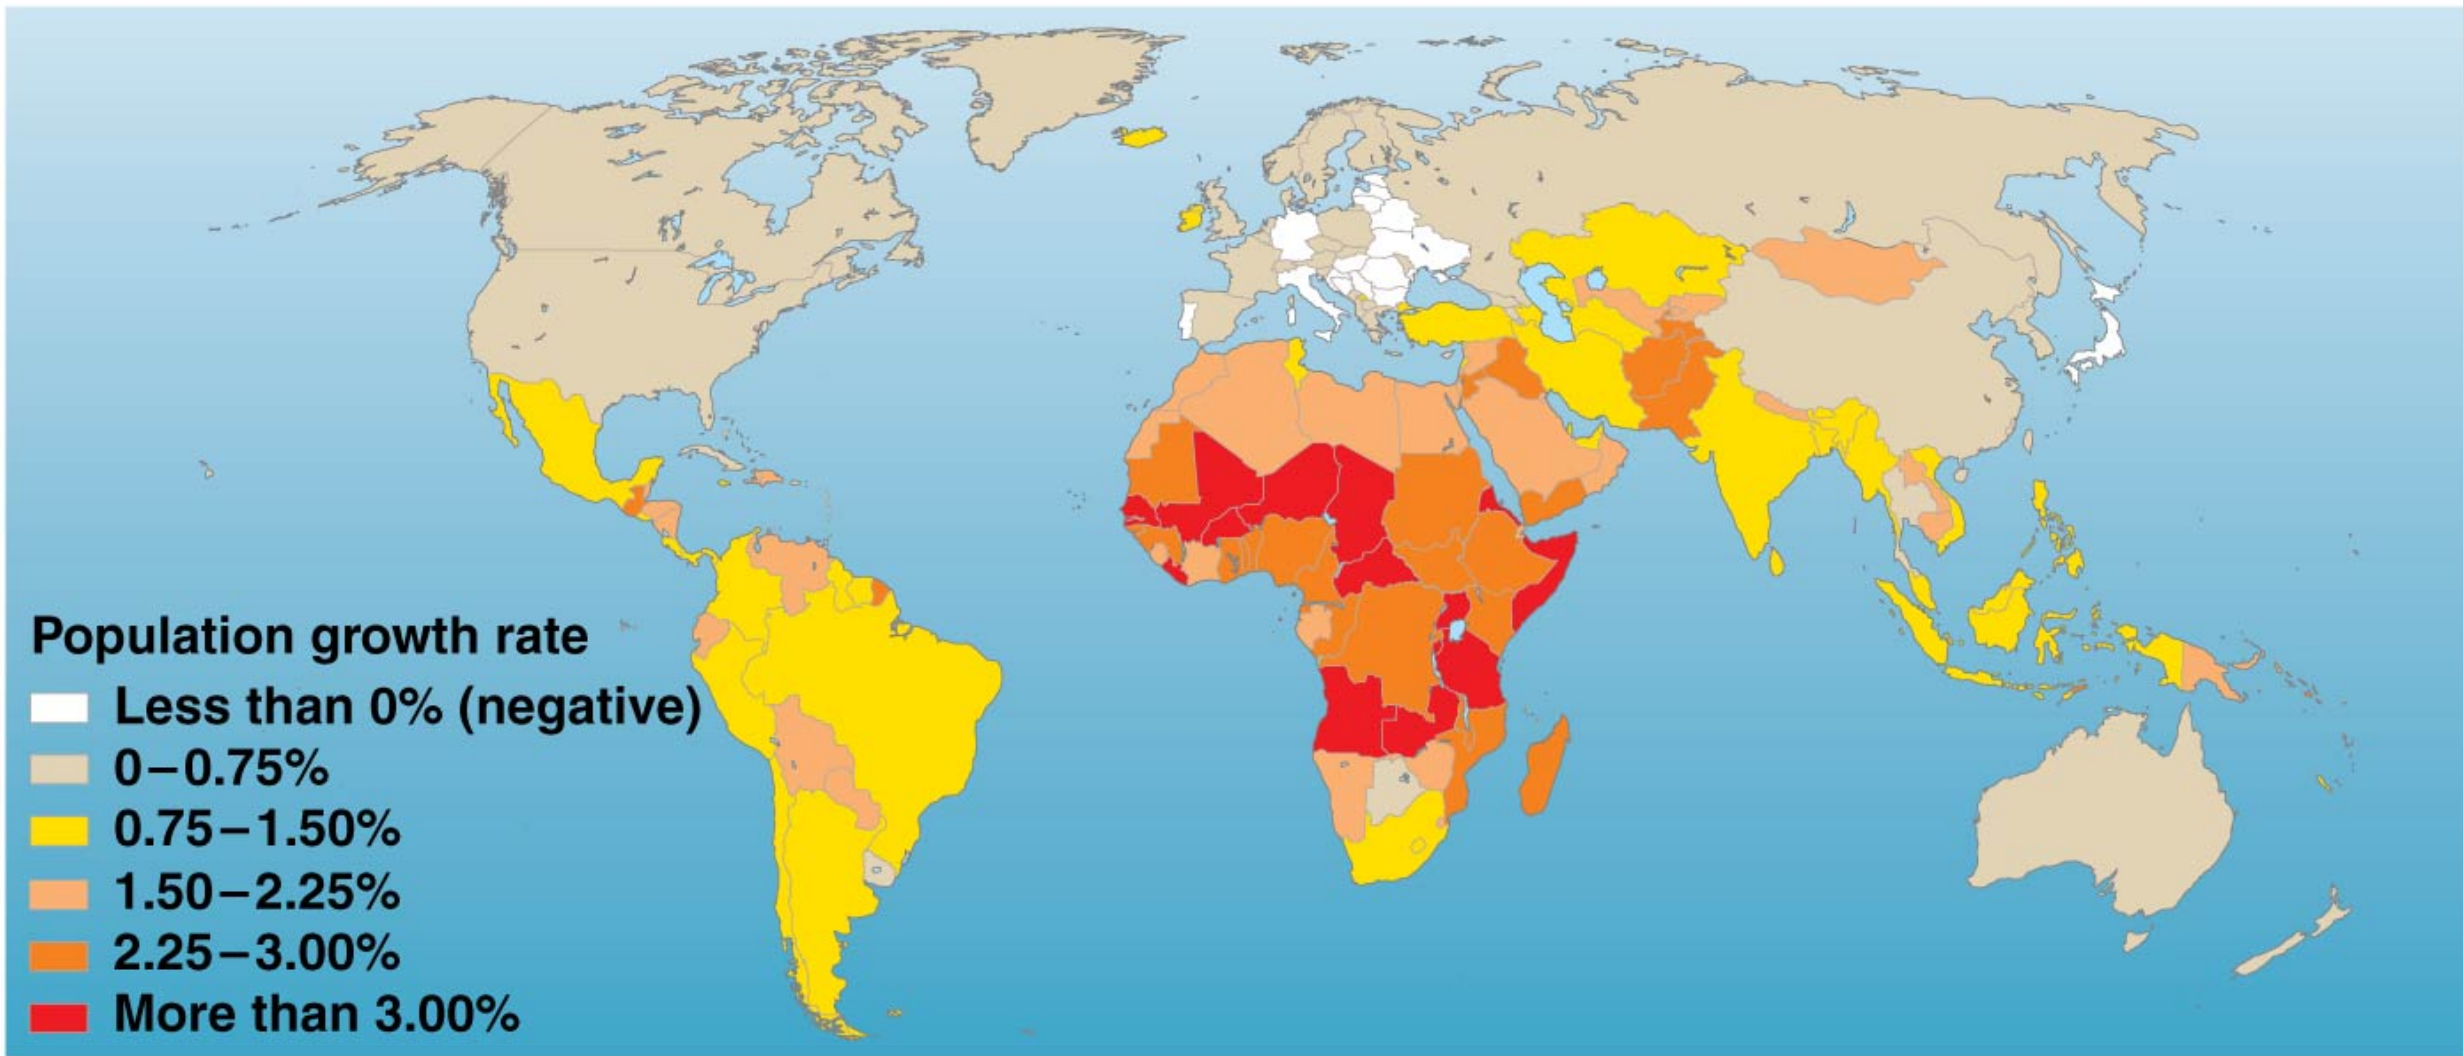 Population growth rate
Less than 0% (negative)
0–0.75%
0.75–1.50%
1.50–2.25%
2.25–3.00%
More than 3.00%